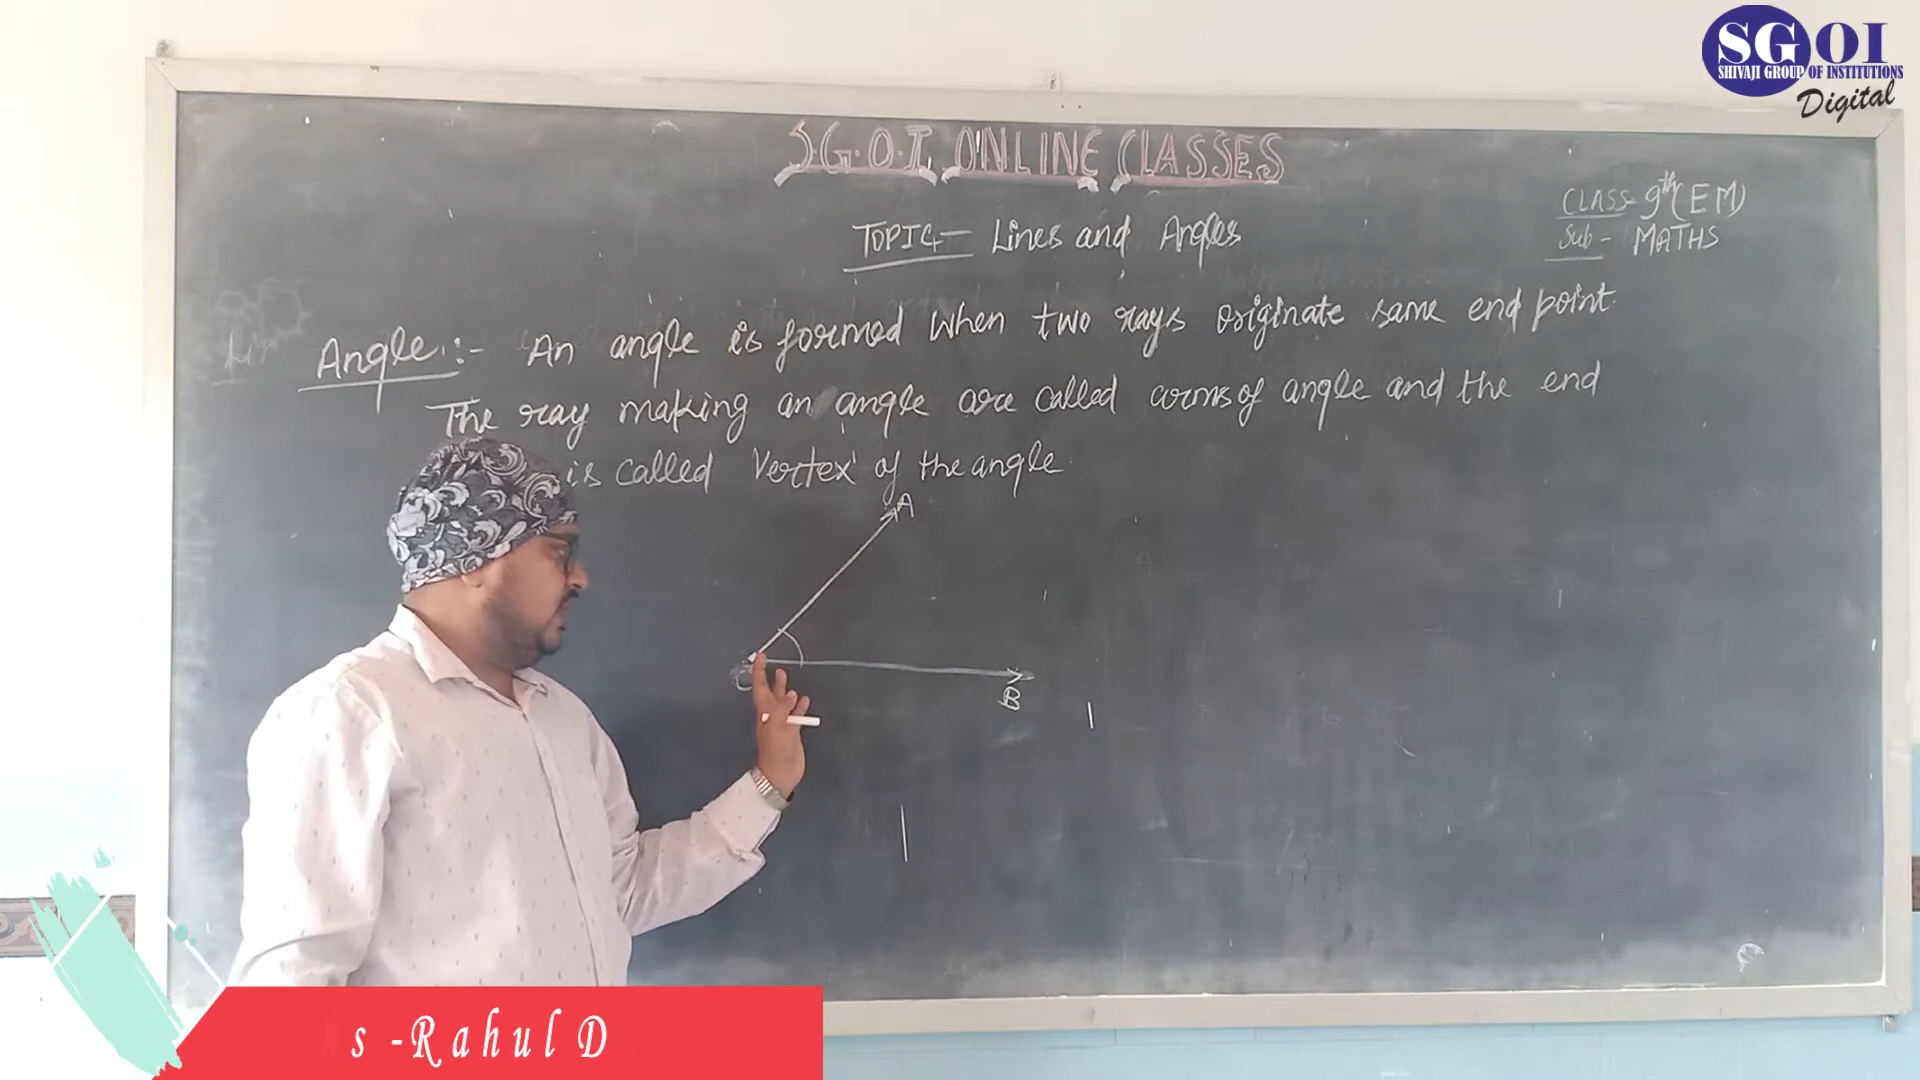 SGOI
SHIVAJI GROUP OF INSTITUTIONS
Digital
S.G.O.I. ONLINE CLASSES
CLASS- 9th (EM)
TOPIC- Lines and Angles
Sub- MATHS
Angle:- An angle is formed when two rays originate same end point.
The ray making an angle are called arms of angle and the end
is called Vertex of the angle
A
O
B
s - Rahul D